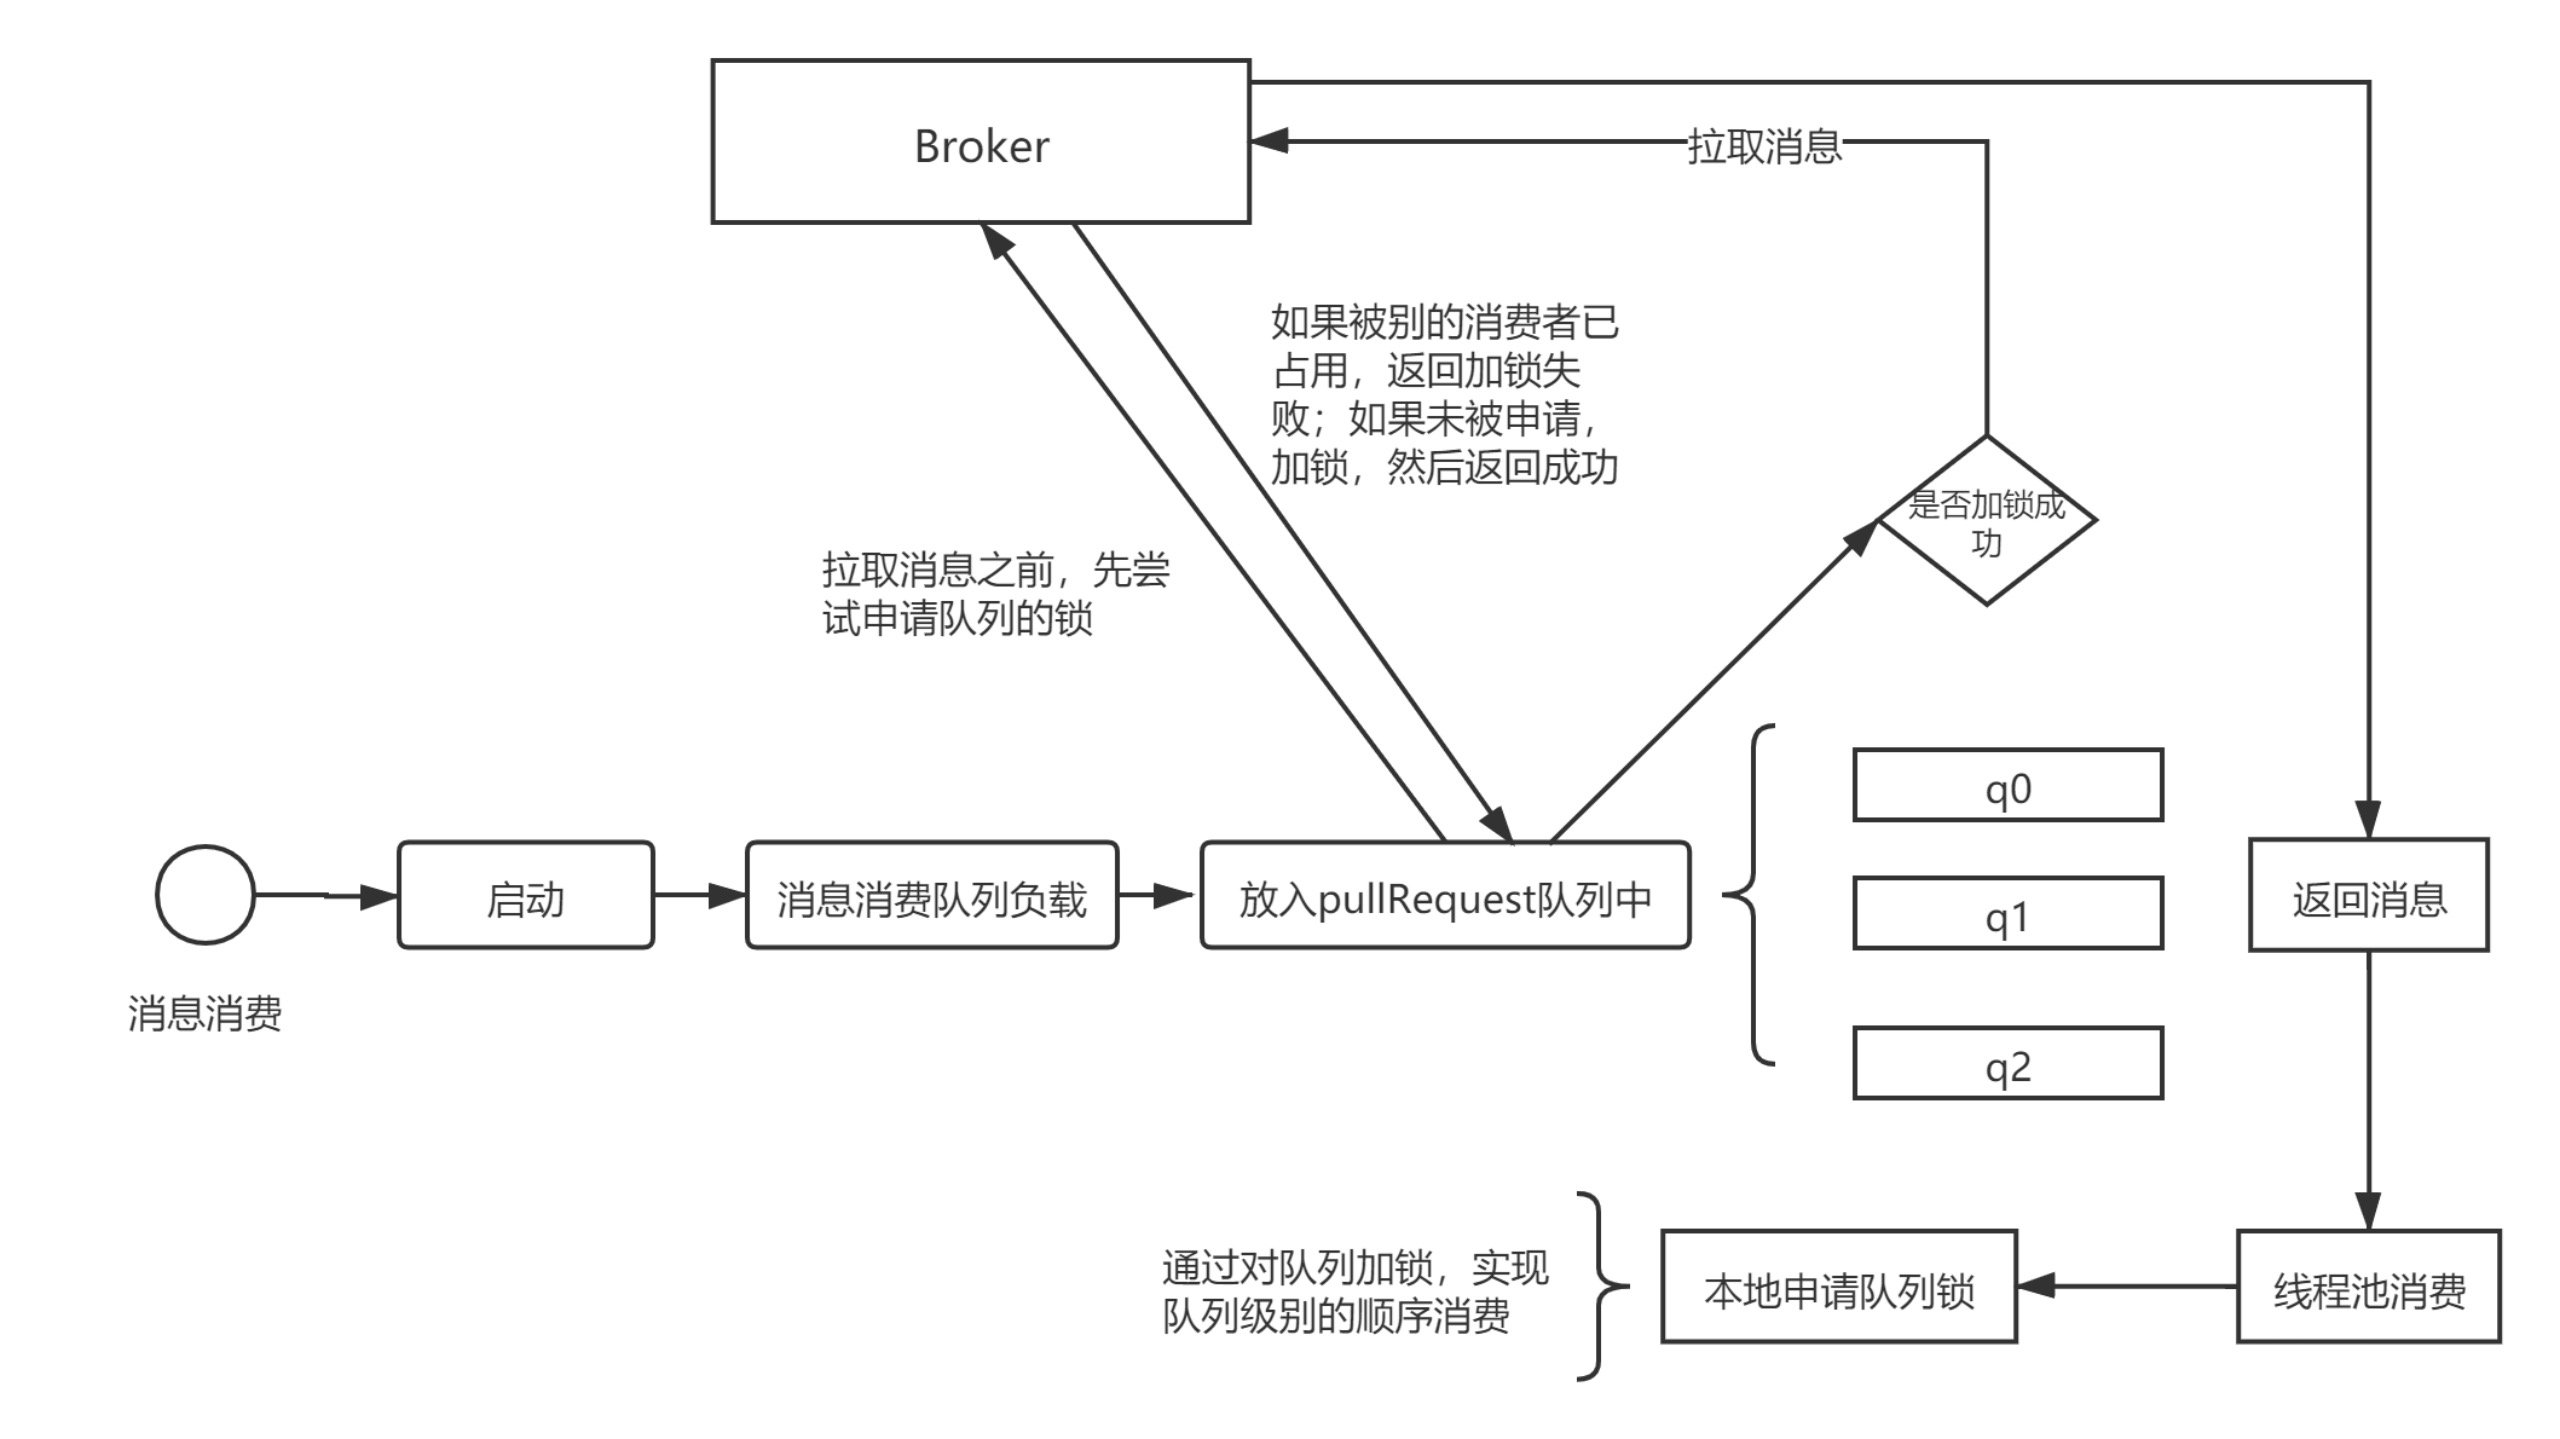 Broker
拉取消息
如果被别的消费者已
占用，返回加锁失
败；如果未被申请，
加锁，然后返回成功
是否加锁成
功
拉取消息之前，先尝
试申请队列的锁
q0
启动
消息消费队列负载
放入pullRequest队列中
q1
返回消息
消息消费
q2
通过对队列加锁，实现
队列级别的顺序消费
本地申请队列锁
线程池消费